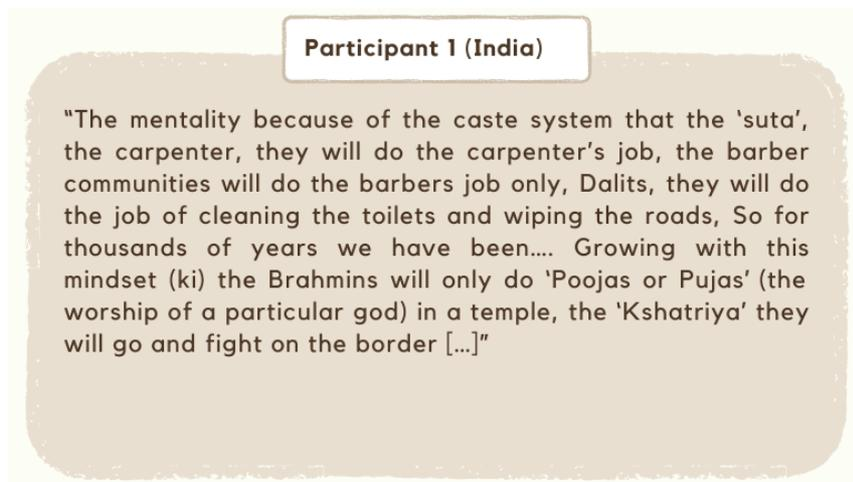 Participant 1 (India)
“The mentality because of the caste system that the ‘suta’,
the carpenter, they will do the carpenter’s job, the barber
communities will do the barbers job only, Dalits, they will do
the job of cleaning the toilets and wiping the roads, So for
thousands of years we have been.... Growing with this
mindset (ki) the Brahmins will only do ‘Poojas or Pujas’ (the
worship of a particular god) in a temple, the ‘Kshatriya’ they
will go and fight on the border [...]”